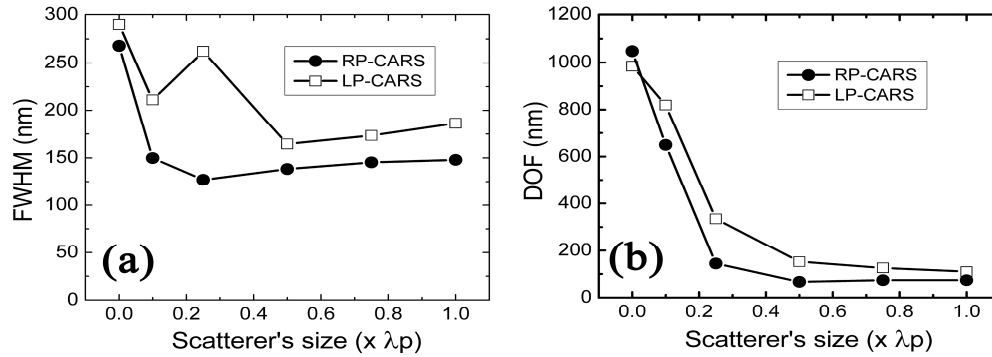 300
250
200
150
100
50
0
FWHM (nm)
RP-CARS
LP-CARS
(a)
0.0 0.2 0.4 0.6 0.8 1.0
Scatterer's size (x λp)
1200
1000
800
600
400
200
0
DOF (nm)
RP-CARS
LP-CARS
(b)
0.0 0.2 0.4 0.6 0.8 1.0
Scatterer's size (x λp)